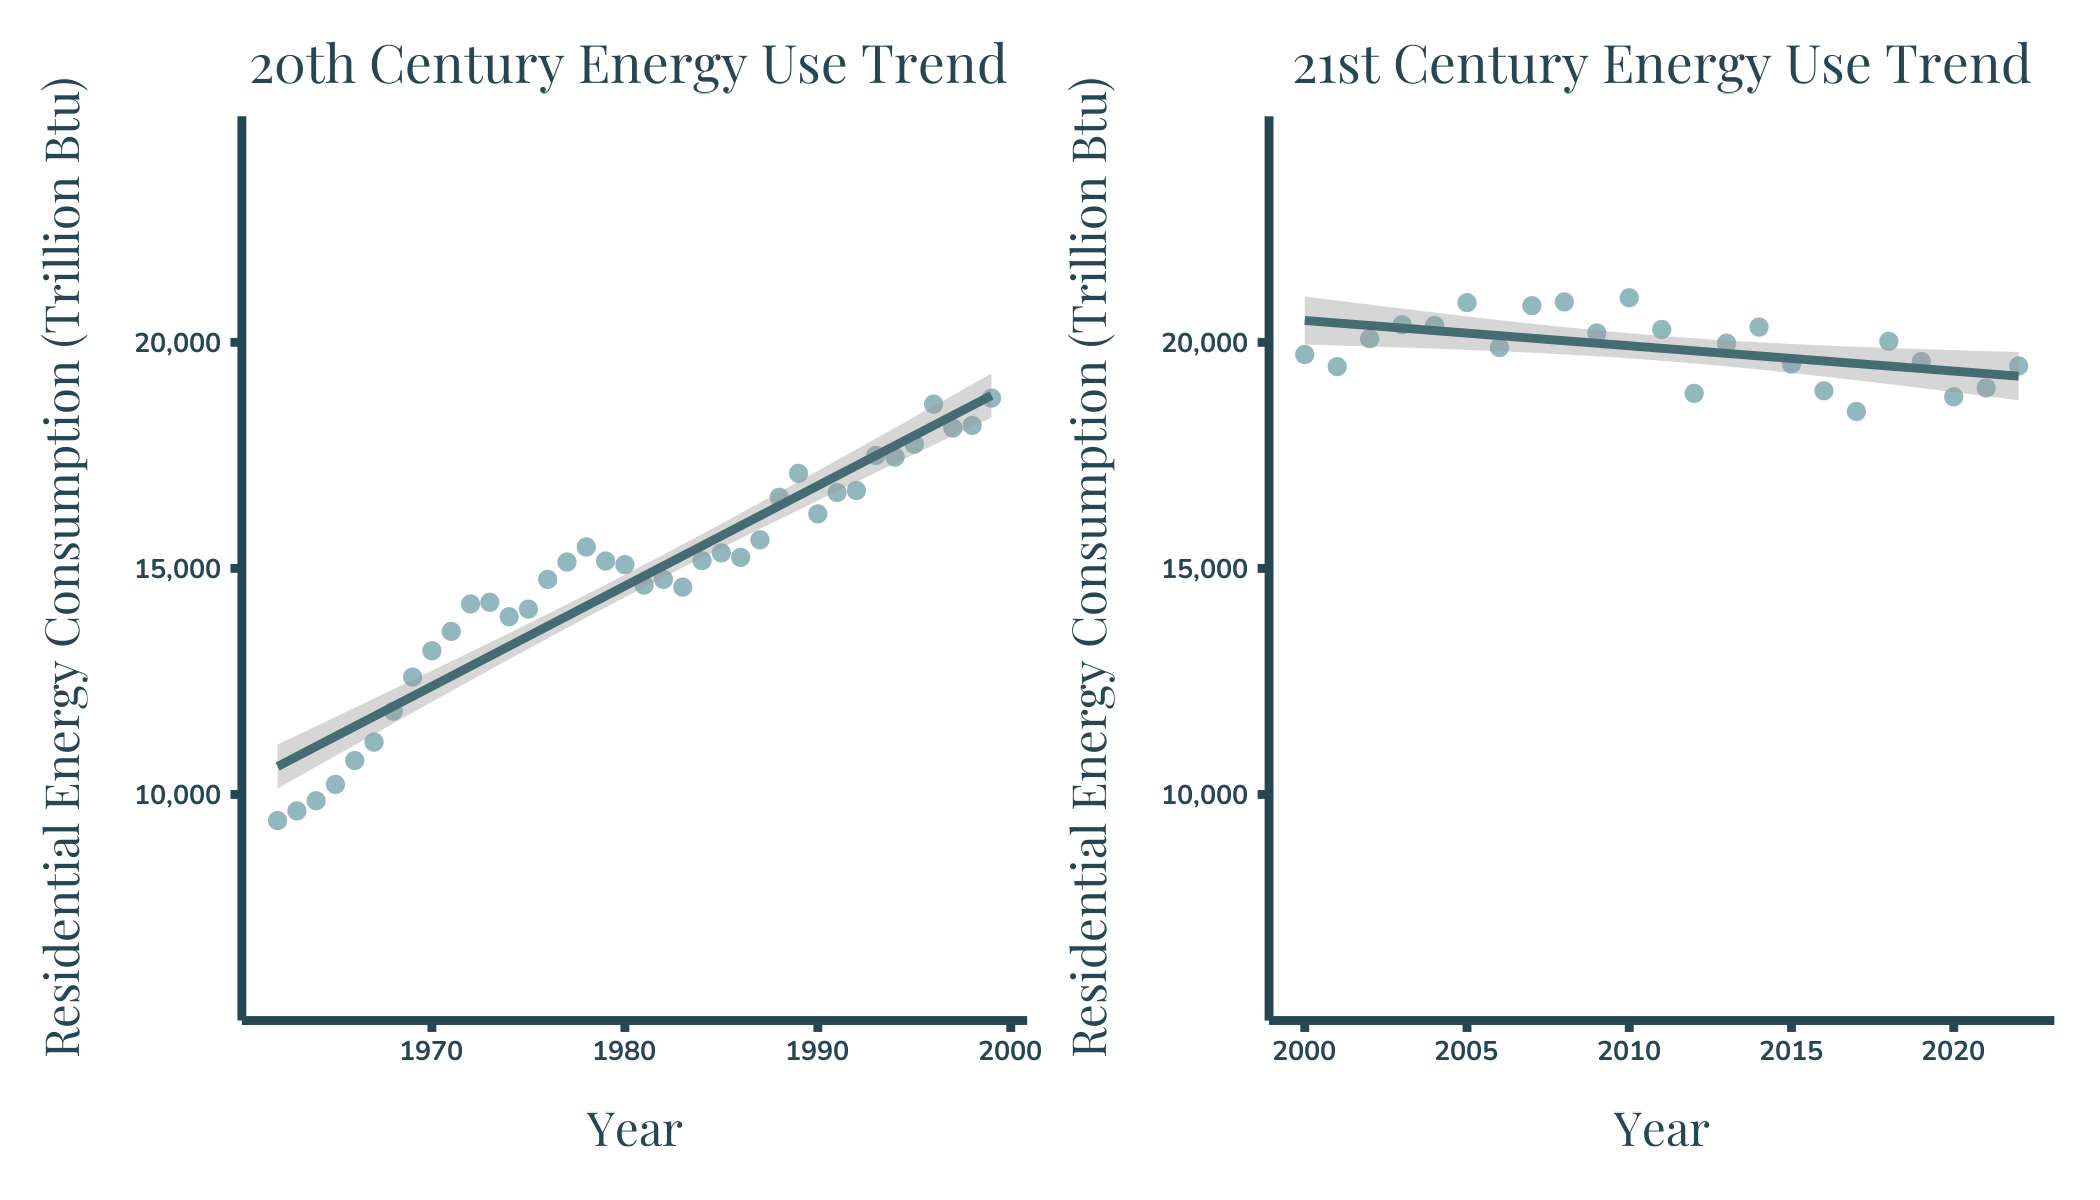 20th Century Energy Use Trend
Residential Energy Consumption (Trillion Btu)
20,000
15,000
10,000
1970 1980 1990 2000
Year
21st Century Energy Use Trend
Residential Energy Consumption (Trillion Btu)
20,000
15,000
10,000
2000 2005 2010 2015 2020
Year